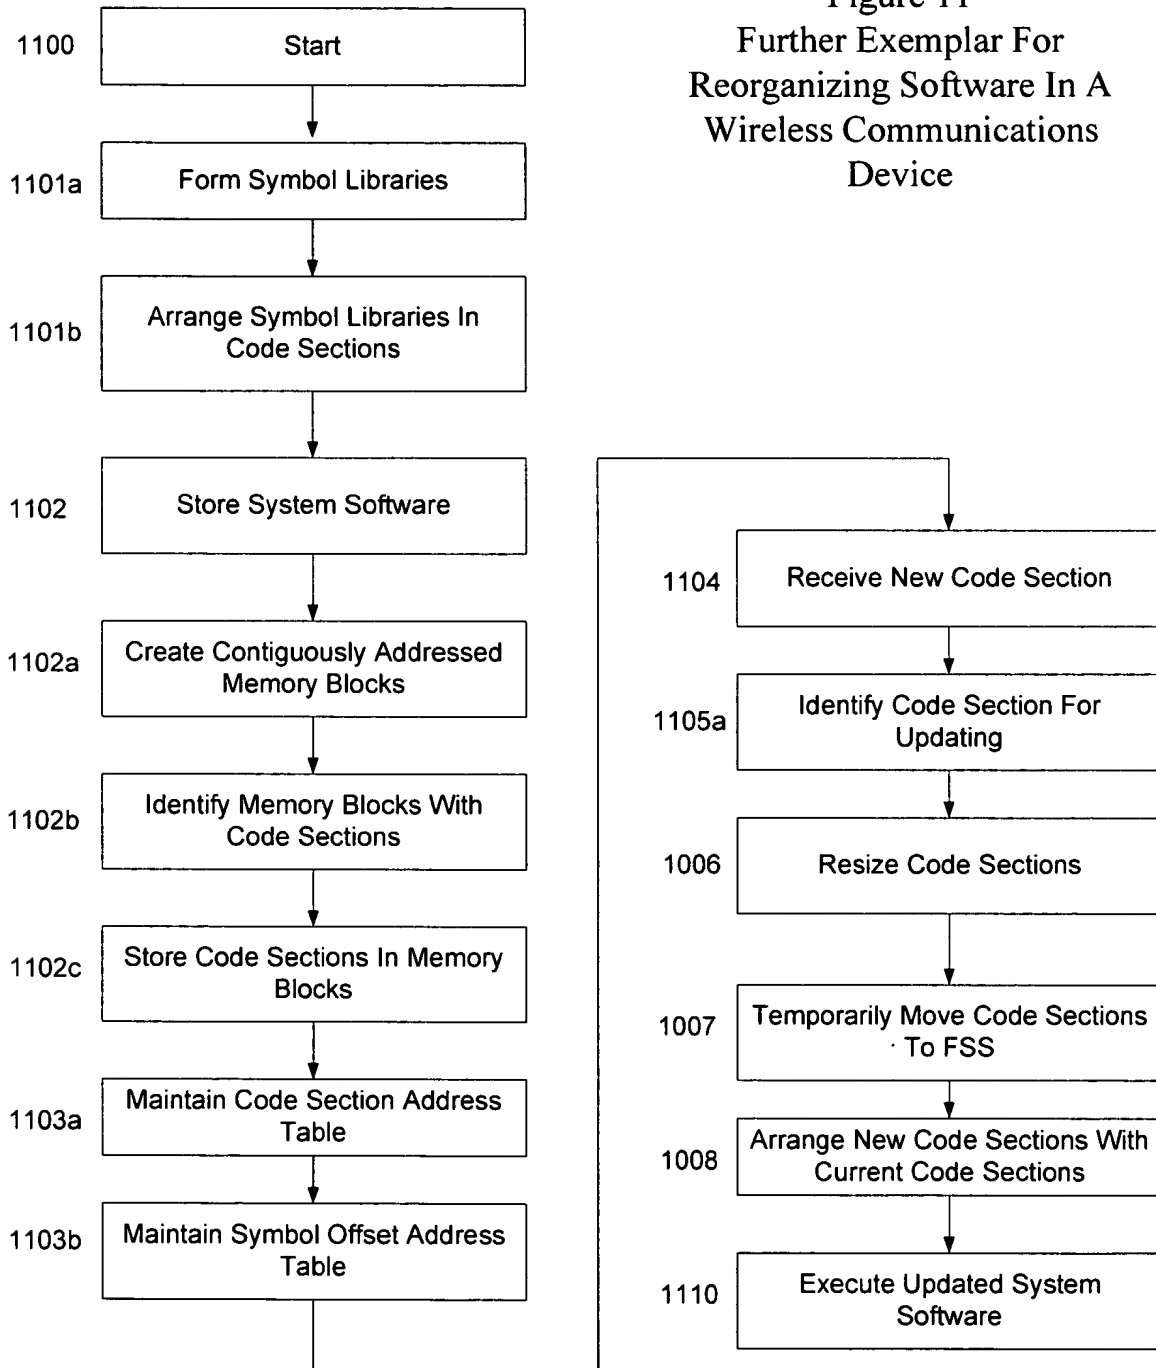 Figure 11
Further Exemplar For
Reorganizing Software In A
Wireless Communications
Device
1100
Start
1101a
Form Symbol Libraries
1101b
Arrange Symbol Libraries In
Code Sections
1102
Store System Software
1102a
Create Contiguously Addressed
Memory Blocks
1102b
Identify Memory Blocks With
Code Sections
1102c
Store Code Sections In Memory
Blocks
1103a
Maintain Code Section Address
Table
1103b
Maintain Symbol Offset Address
Table
1104
Receive New Code Section
1105a
Identify Code Section For
Updating
1006
Resize Code Sections
1007
Temporarily Move Code Sections
To FSS
1008
Arrange New Code Sections With
Current Code Sections
1110
Execute Updated System
Software